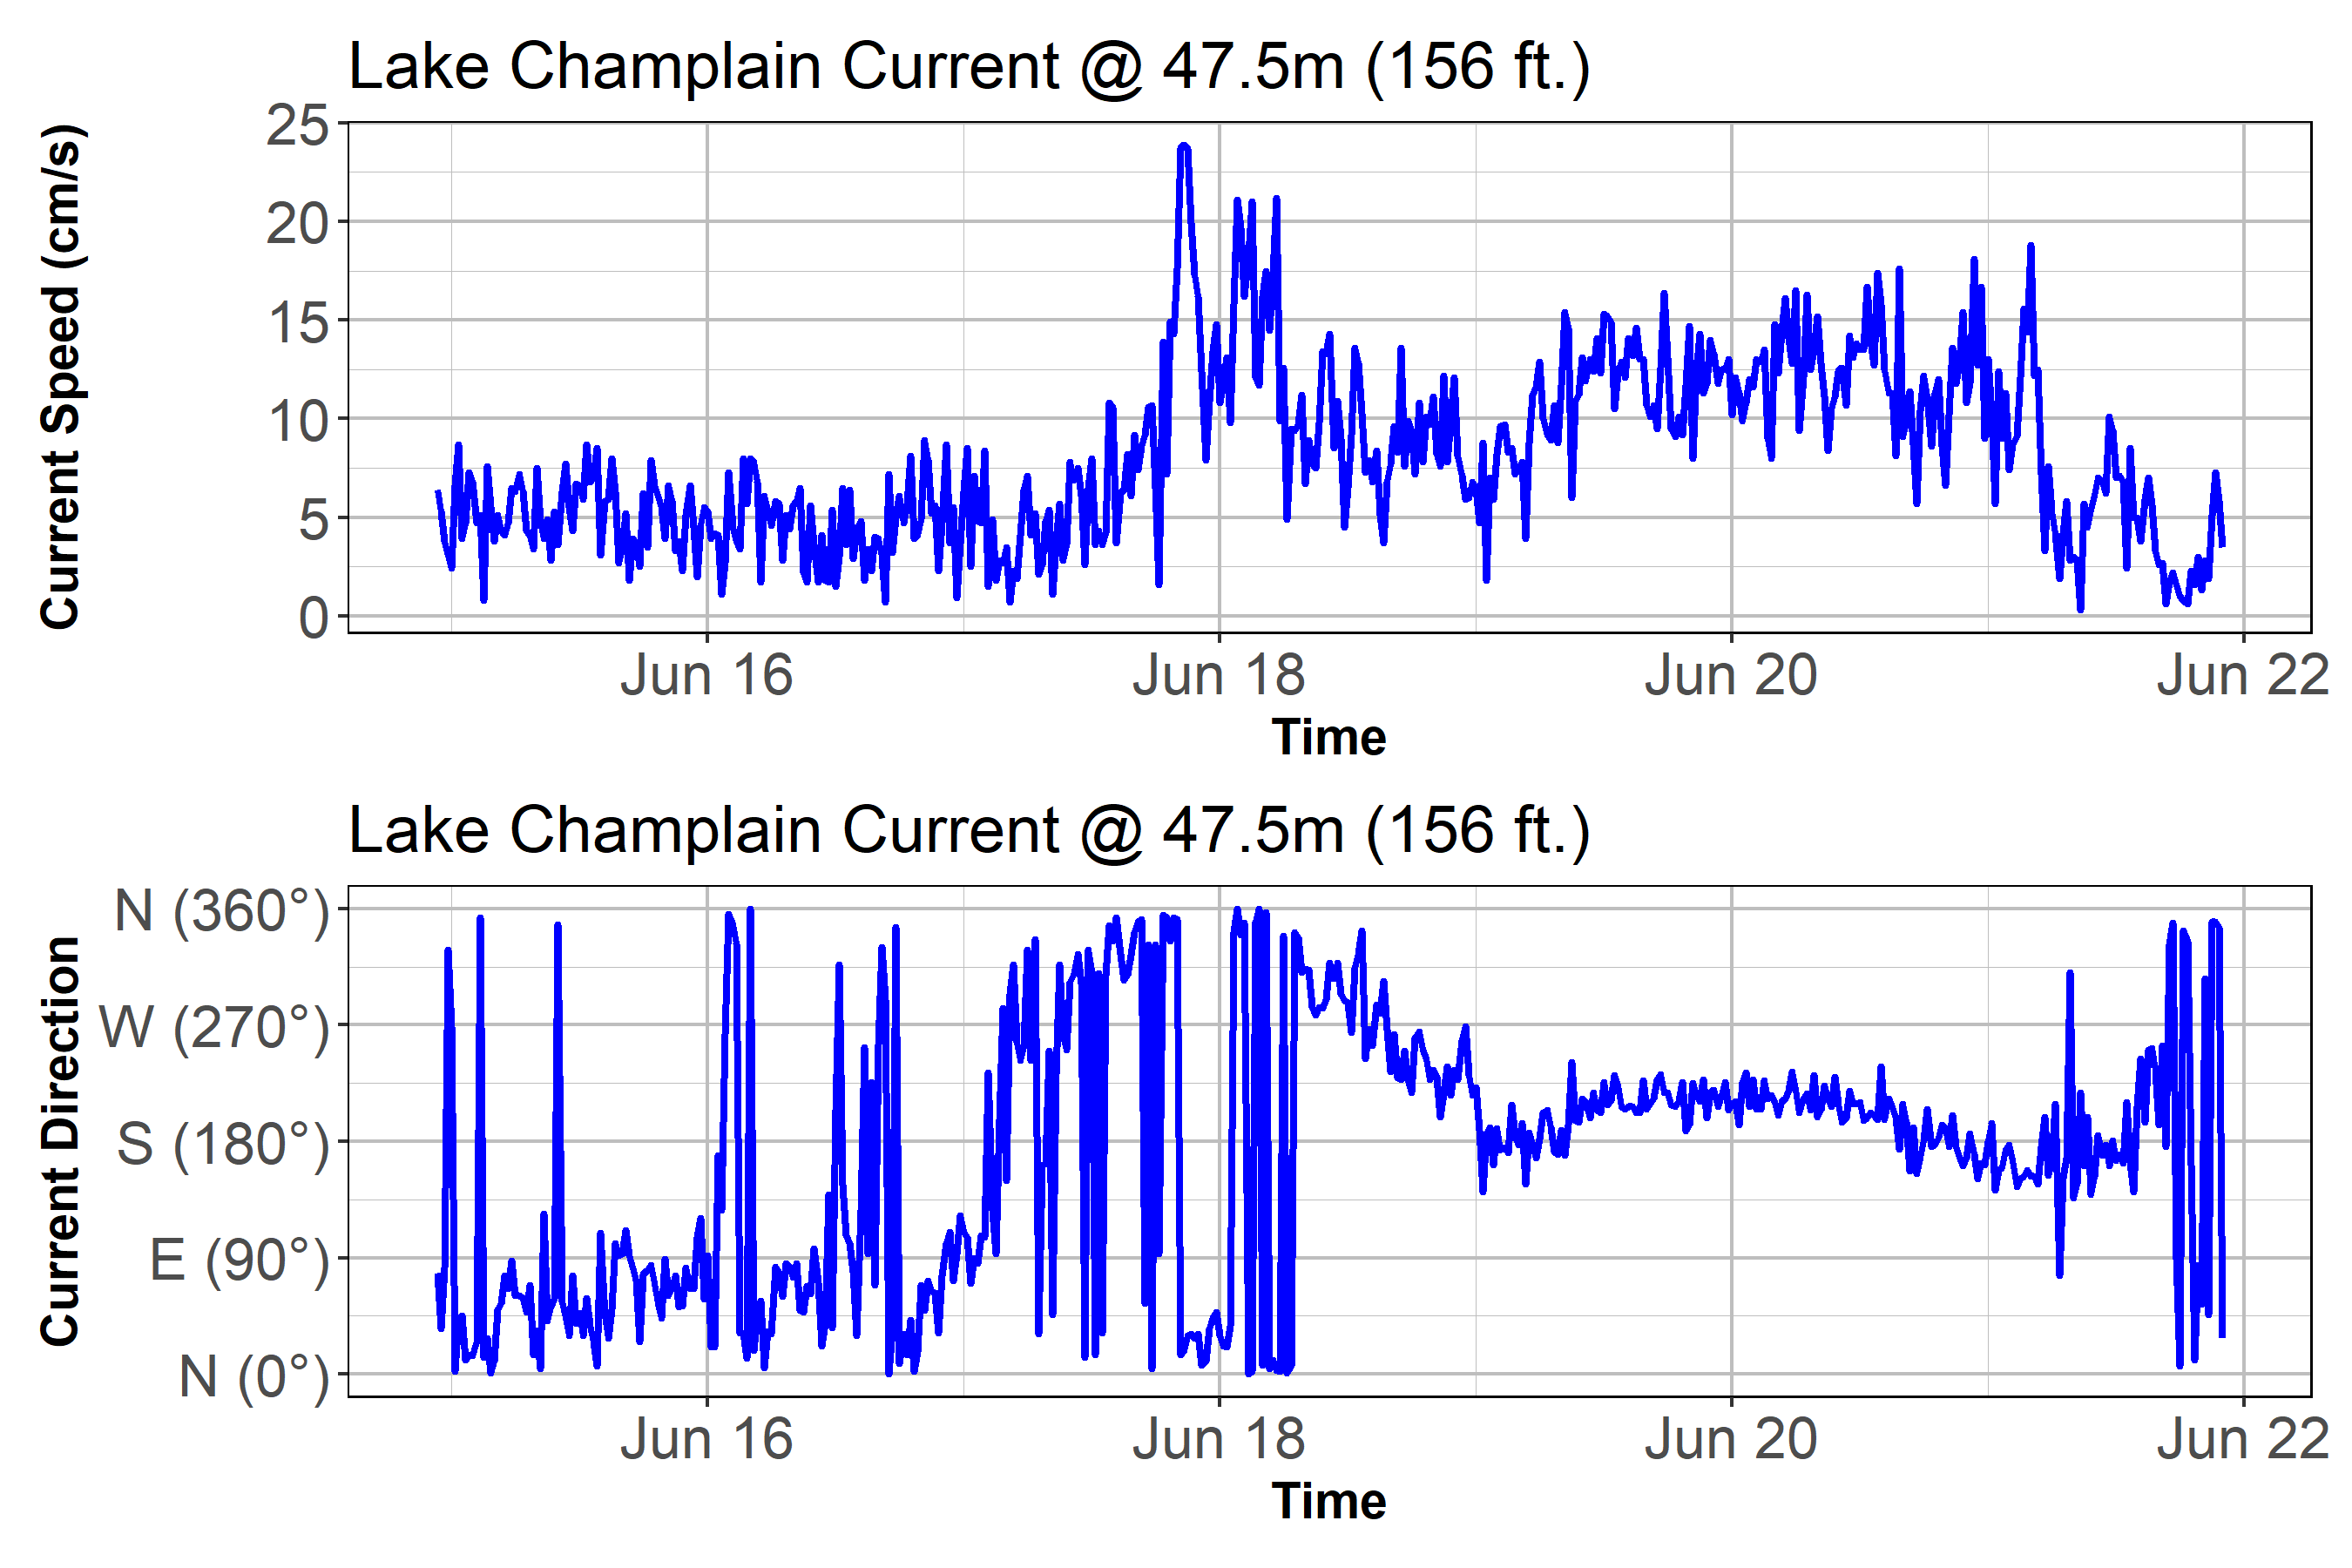 Lake Champlain Current @ 47.5m (156 ft.)
Current Speed (cm/s)
25
20
15
10
5
0
Jun 16 Jun 18 Jun 20 Jun 22
Time
Lake Champlain Current @ 47.5m (156 ft.)
Current Direction
N (360°)
W (270°)
S (180°)
E (90°)
N (0°)
Jun 16 Jun 18 Jun 20 Jun 22
Time